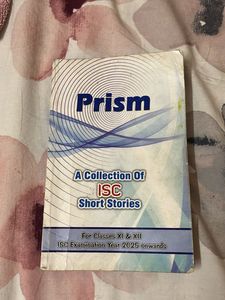 Prism
A Collection Of
ISC
Short Stories
For Classes XI & XII
ISC Examination Year 2025 onwards